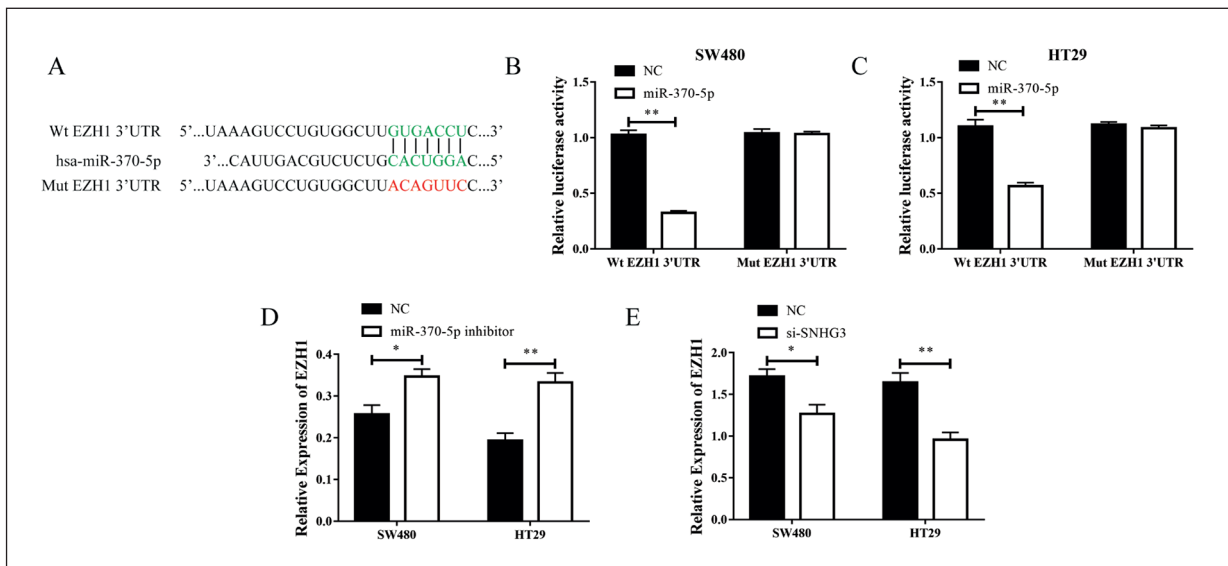 A
Wt EZH1 3'UTR 5’...UAAAGUCCUGUGGCUUGUGACCUC...3’
hsa-miR-370-5p 3’...CAUUGACGUCUCUGCACUGGAC...5’
Mut EZH1 3'UTR 5’...UAAAGUCCUGUGGCUUACAGUUCC...3’
B
SW480
NC
miR-370-5p
Relative luciferase activity
1.5
1.0
0.5
0.0
**
Wt EZH1 3'UTR
Mut EZH1 3'UTR
C
HT29
NC
miR-370-5p
Relative luciferase activity
1.5
1.0
0.5
0.0
**
Wt EZH1 3'UTR
Mut EZH1 3'UTR
D
NC
miR-370-5p inhibitor
Relative Expression of EZH1
0.4
0.3
0.2
0.1
0.0
*
**
SW480
HT29
E
NC
si-SNHG3
Relative Expression of EZH1
2.0
1.5
1.0
0.5
0.0
*
**
SW480
HT29